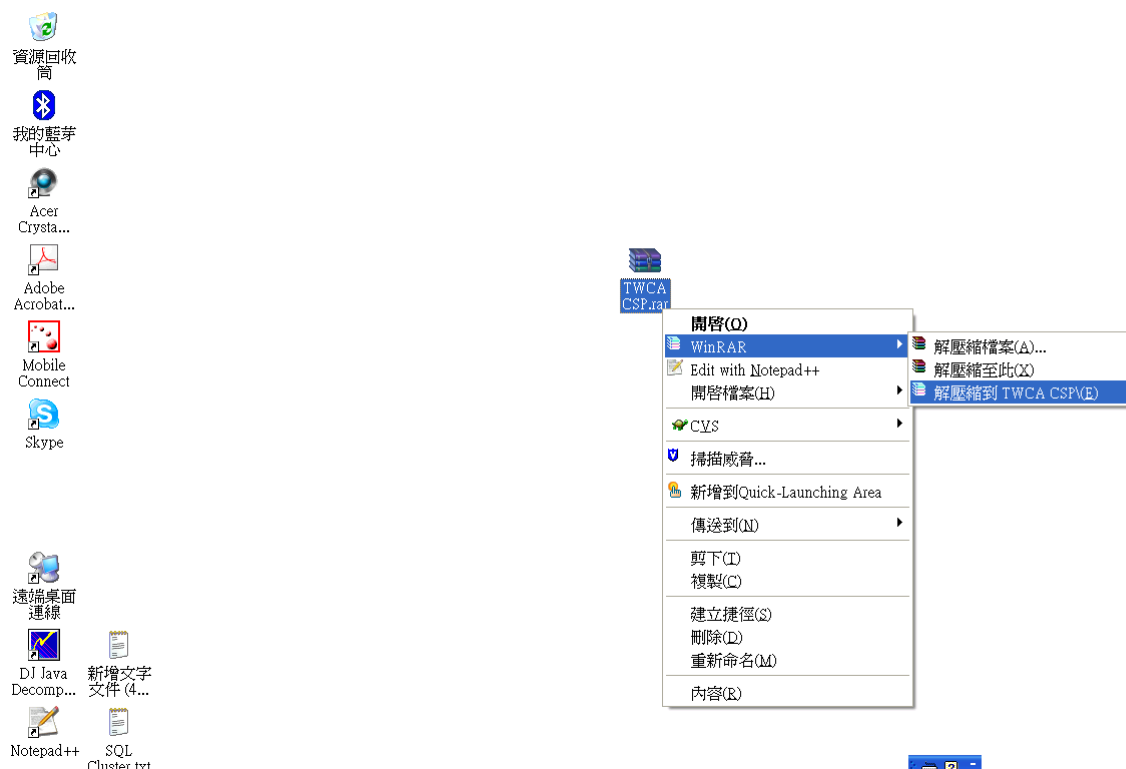 資源回收
筒
我的藍芽
中心
Acer
Crysta...
Adobe
Acrobat...
Mobile
Connect
Skype
遠端桌面
連線
DJ Java
Decomp...
Notepad++
新增文字
文件 (4...
SQL
Cluster.txt
TWCA
CSP.rar
開啓(O)
WinRAR
Edit with Notepad++
開啓檔案(H)
CVS
掃描威脅...
新增到Quick-Launching Area
傳送到(N)
剪下(T)
複製(C)
建立捷徑(S)
刪除(D)
重新命名(M)
內容(R)
解壓縮檔案(A)...
解壓縮至此(X)
解壓縮到 TWCA CSP\(E)